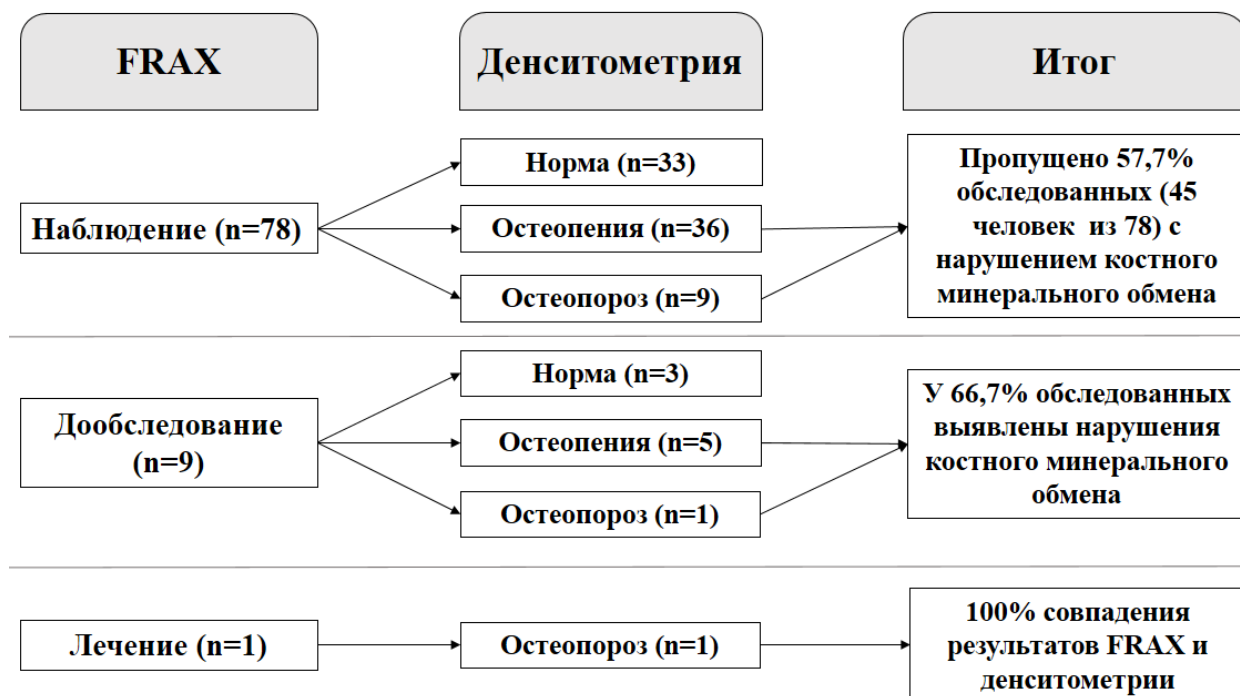 FRAX
Денситометрия
Итог
Наблюдение (n=78)
Норма (n=33)
Остеопения (n=36)
Остеопороз (n=9)
Пропущено 57,7%
обследованных (45
человек из 78) с
нарушением костного
минерального обмена
Дообследование
(n=9)
Норма (n=3)
Остеопения (n=5)
Остеопороз (n=1)
У 66,7% обследованных
выявлены нарушения
костного минерального
обмена
Лечение (n=1)
Остеопороз (n=1)
100% совпадения
результатов FRAX и
денситометрии